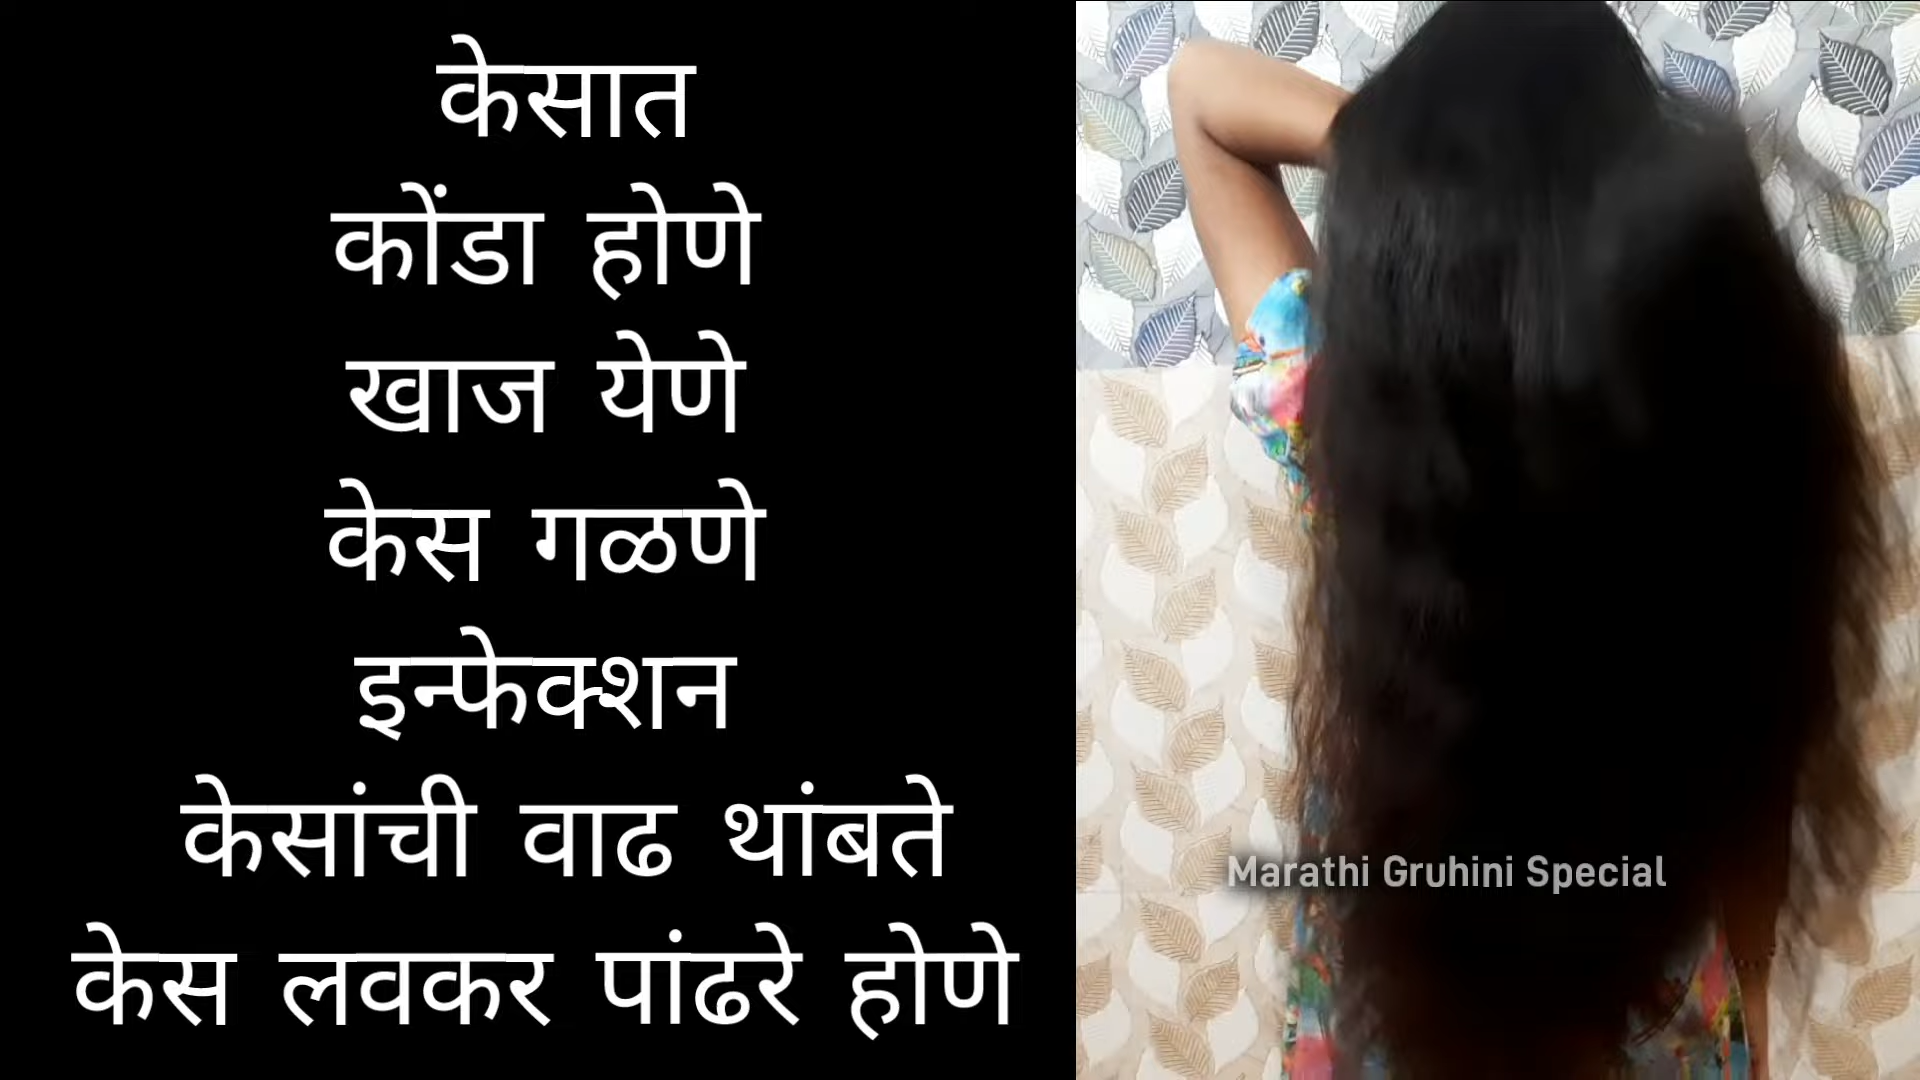 केसात
कोंडा होणे
खाज येणे
केस गळणे
इन्फेक्शन
केसांची वाढ थांबते
केस लवकर पांढरे होणे
Marathi Gruhini Special